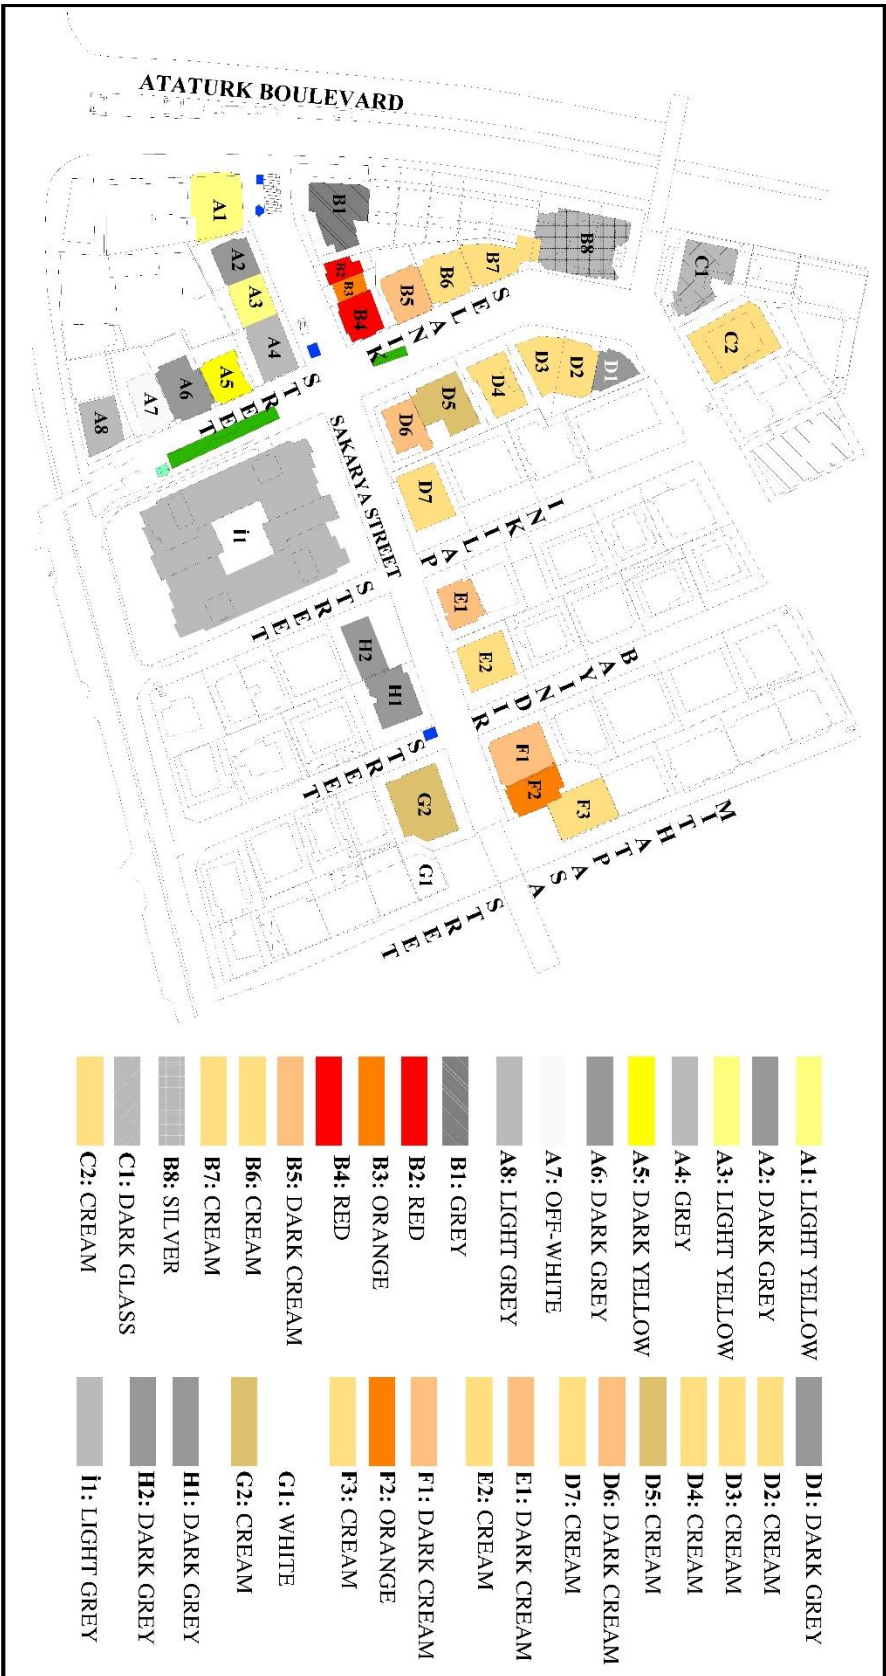 ATATURK BOULEVARD
SELANIK STREET
SAKARYA STREET
INKILAP STREET
BAYINDIR STREET
MITHATPASA STREET
A1
A2
A3
A4
A5
A6
A7
A8
B1
B2
B3
B4
B5
B6
B7
B8
C1
C2
D1
D2
D3
D4
D5
D6
D7
E1
E2
F1
F2
F3
G2
G1
H2
H1
İ1
A1: LIGHT YELLOW
A2: DARK GREY
A3: LIGHT YELLOW
A4: GREY
A5: DARK YELLOW
A6: DARK GREY
A7: OFF-WHITE
A8: LIGHT GREY
B1: GREY
B2: RED
B3: ORANGE
B4: RED
B5: DARK CREAM
B6: CREAM
B7: CREAM
B8: SILVER
C1: DARK GLASS
C2: CREAM
D1: DARK GREY
D2: CREAM
D3: CREAM
D4: CREAM
D5: CREAM
D6: DARK CREAM
D7: CREAM
E1: DARK CREAM
E2: CREAM
F1: DARK CREAM
F2: ORANGE
F3: CREAM
G1: WHITE
G2: CREAM
H1: DARK GREY
H2: DARK GREY
İ1: LIGHT GREY